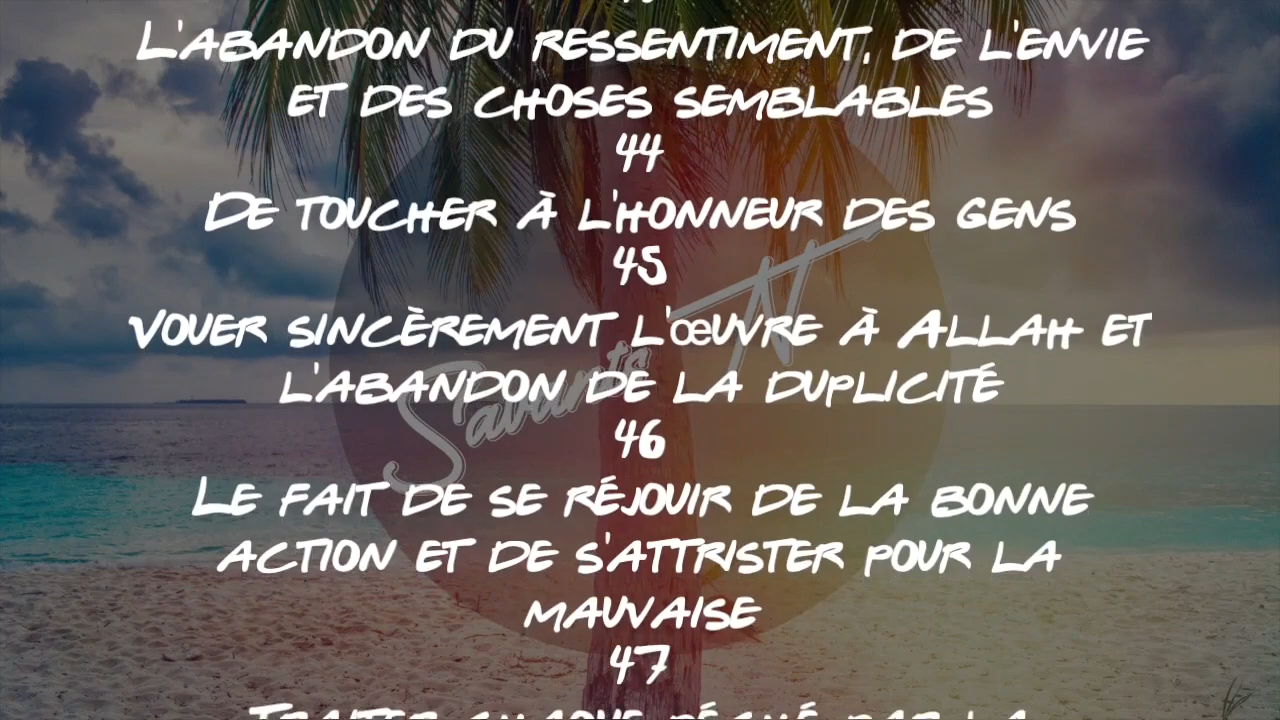 L'abandon du ressentiment, de l'envie
et des choses semblables
44
De toucher à l'honneur des gens
45
vouer sincèrement l'œuvre à Allah et
l'abandon de la duplicité
46
Le fait de se réjouir de la bonne
action et de s'attrister pour la
mauvaise
47
Savants